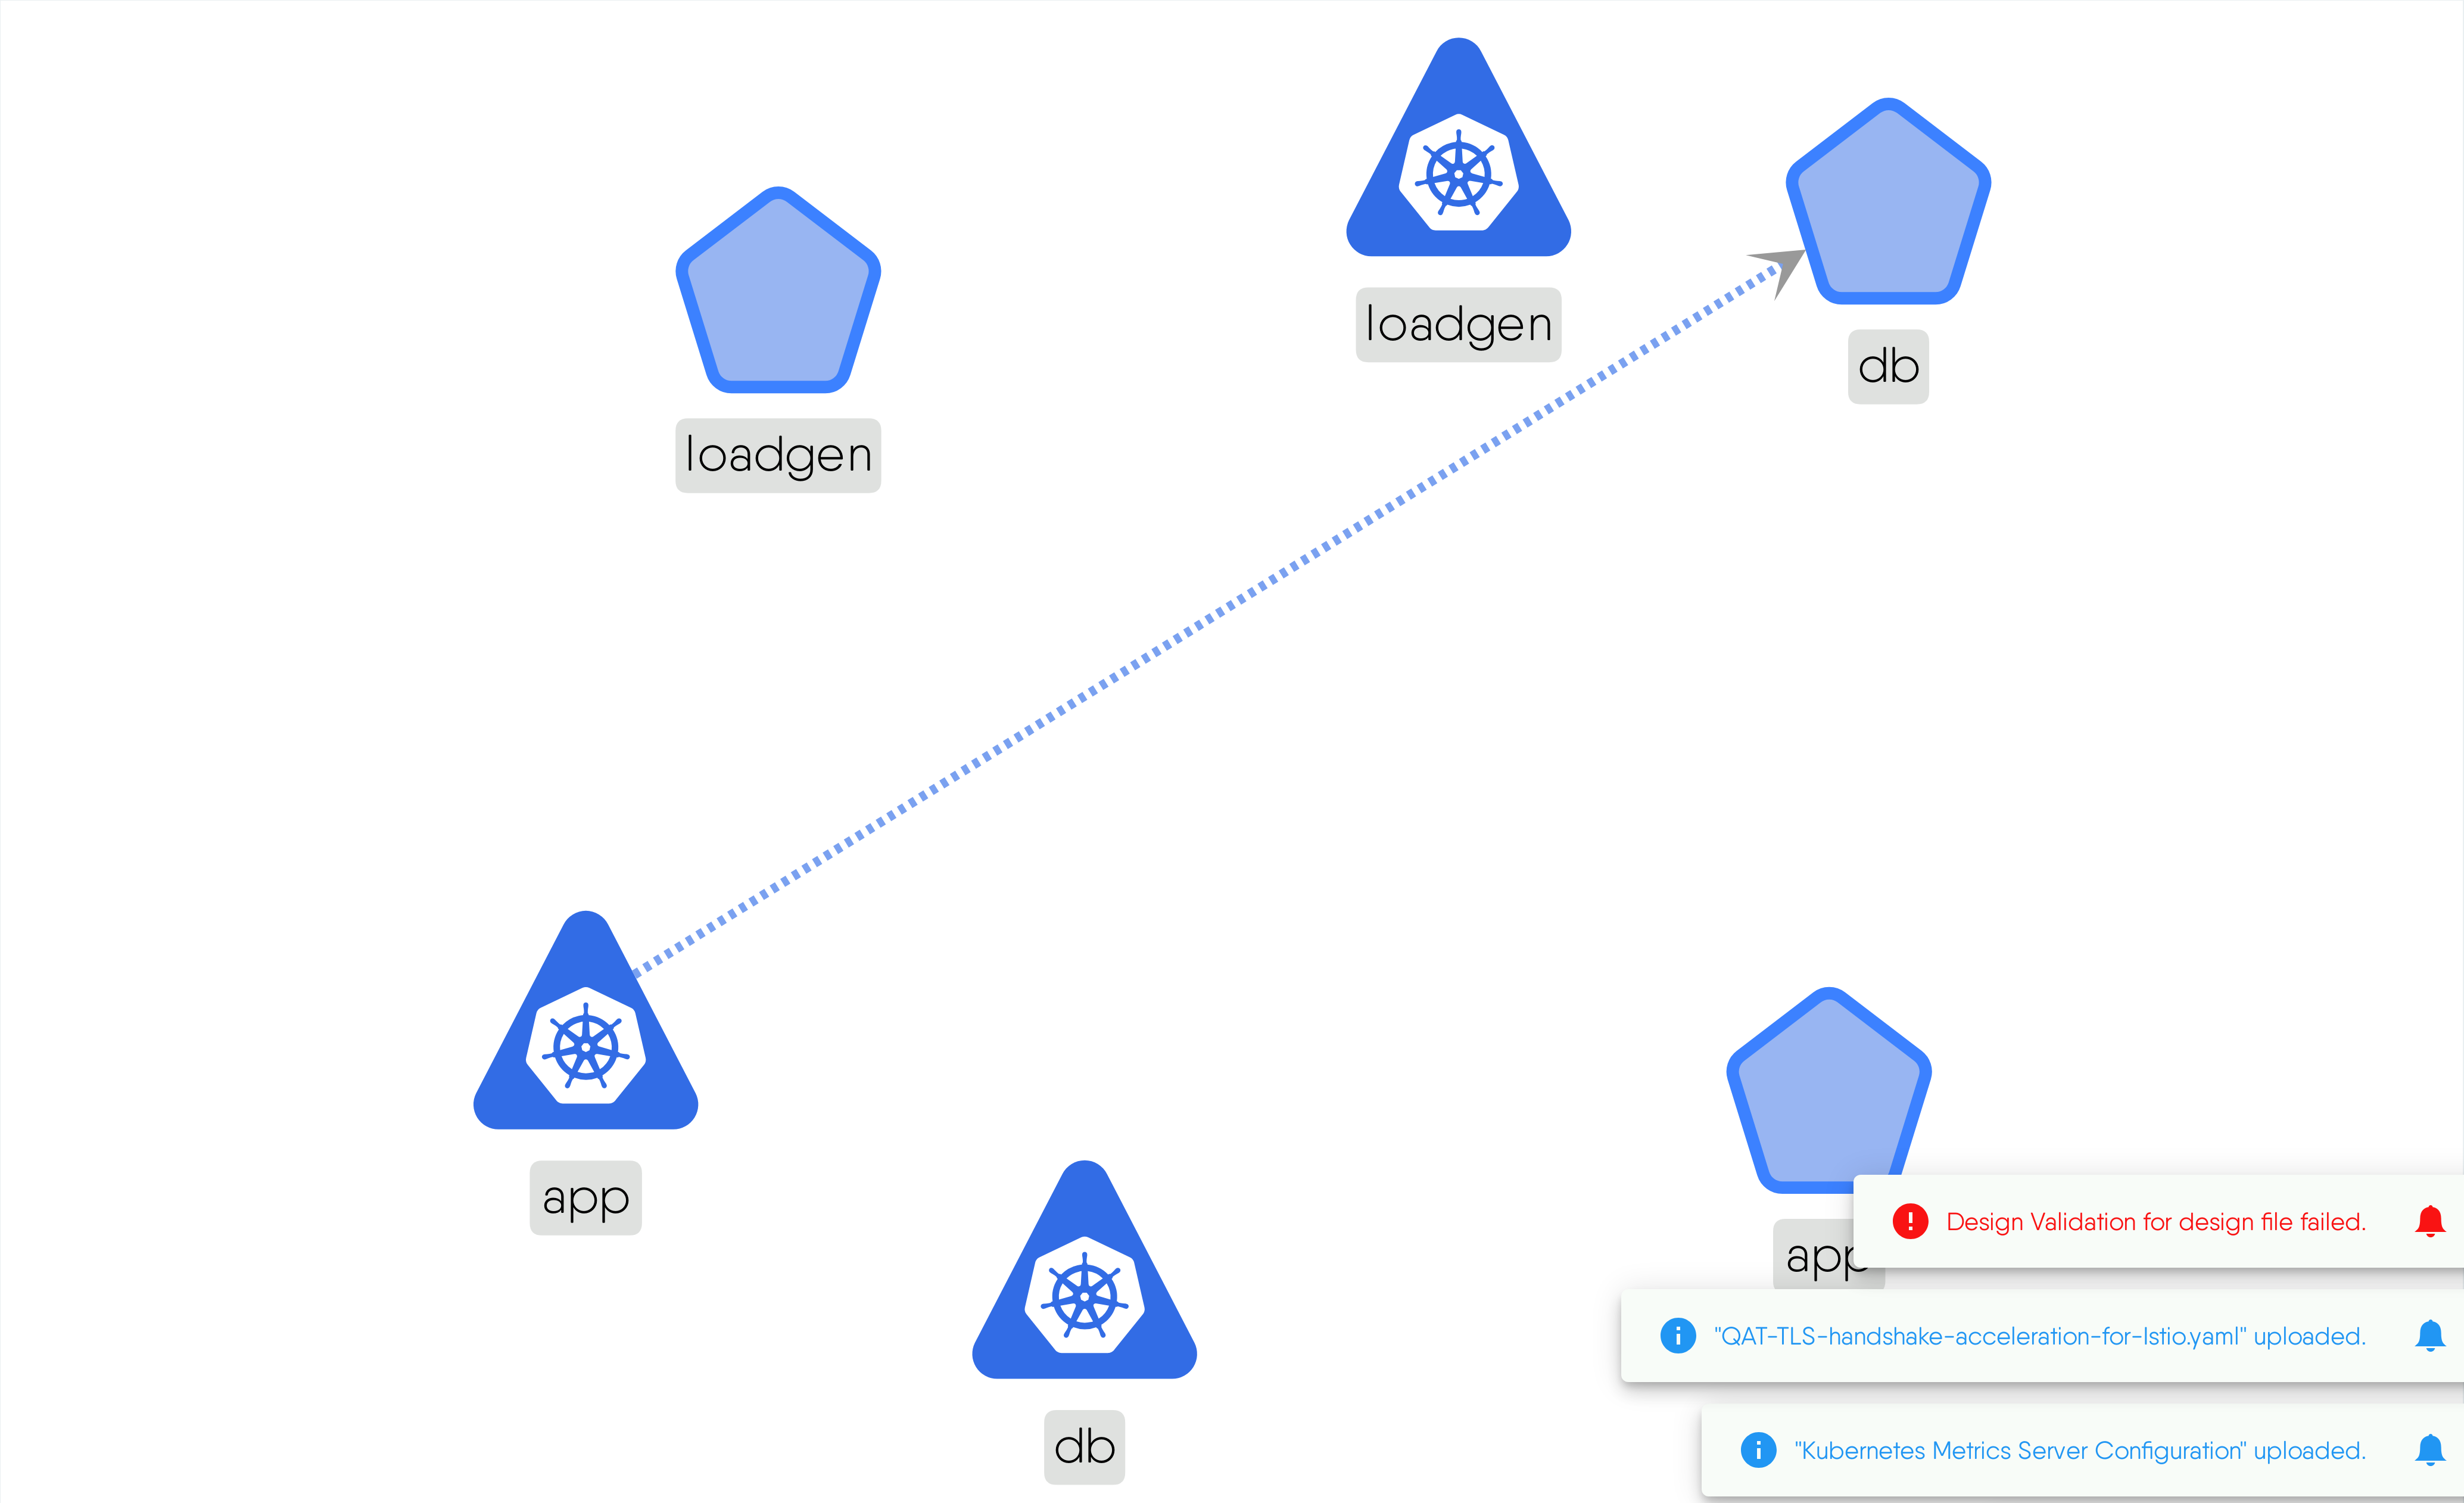 loadgen
db
loadgen
app
app
db
Design Validation for design file failed.
"QAT-TLS-handshake-acceleration-for-Istio.yaml" uploaded.
"Kubernetes Metrics Server Configuration" uploaded.